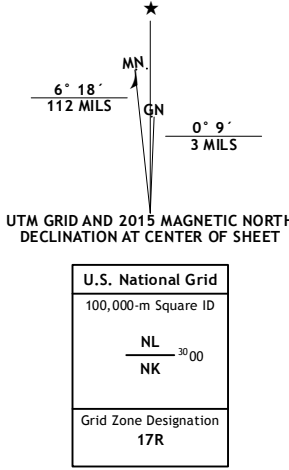 ★
MN.
6° 18´
112 MILS
GN
0° 9´
3 MILS
UTM GRID AND 2015 MAGNETIC NORTH
DECLINATION AT CENTER OF SHEET
U.S. National Grid
100,000-m Square ID
NL
3000
NK
Grid Zone Designation
17R